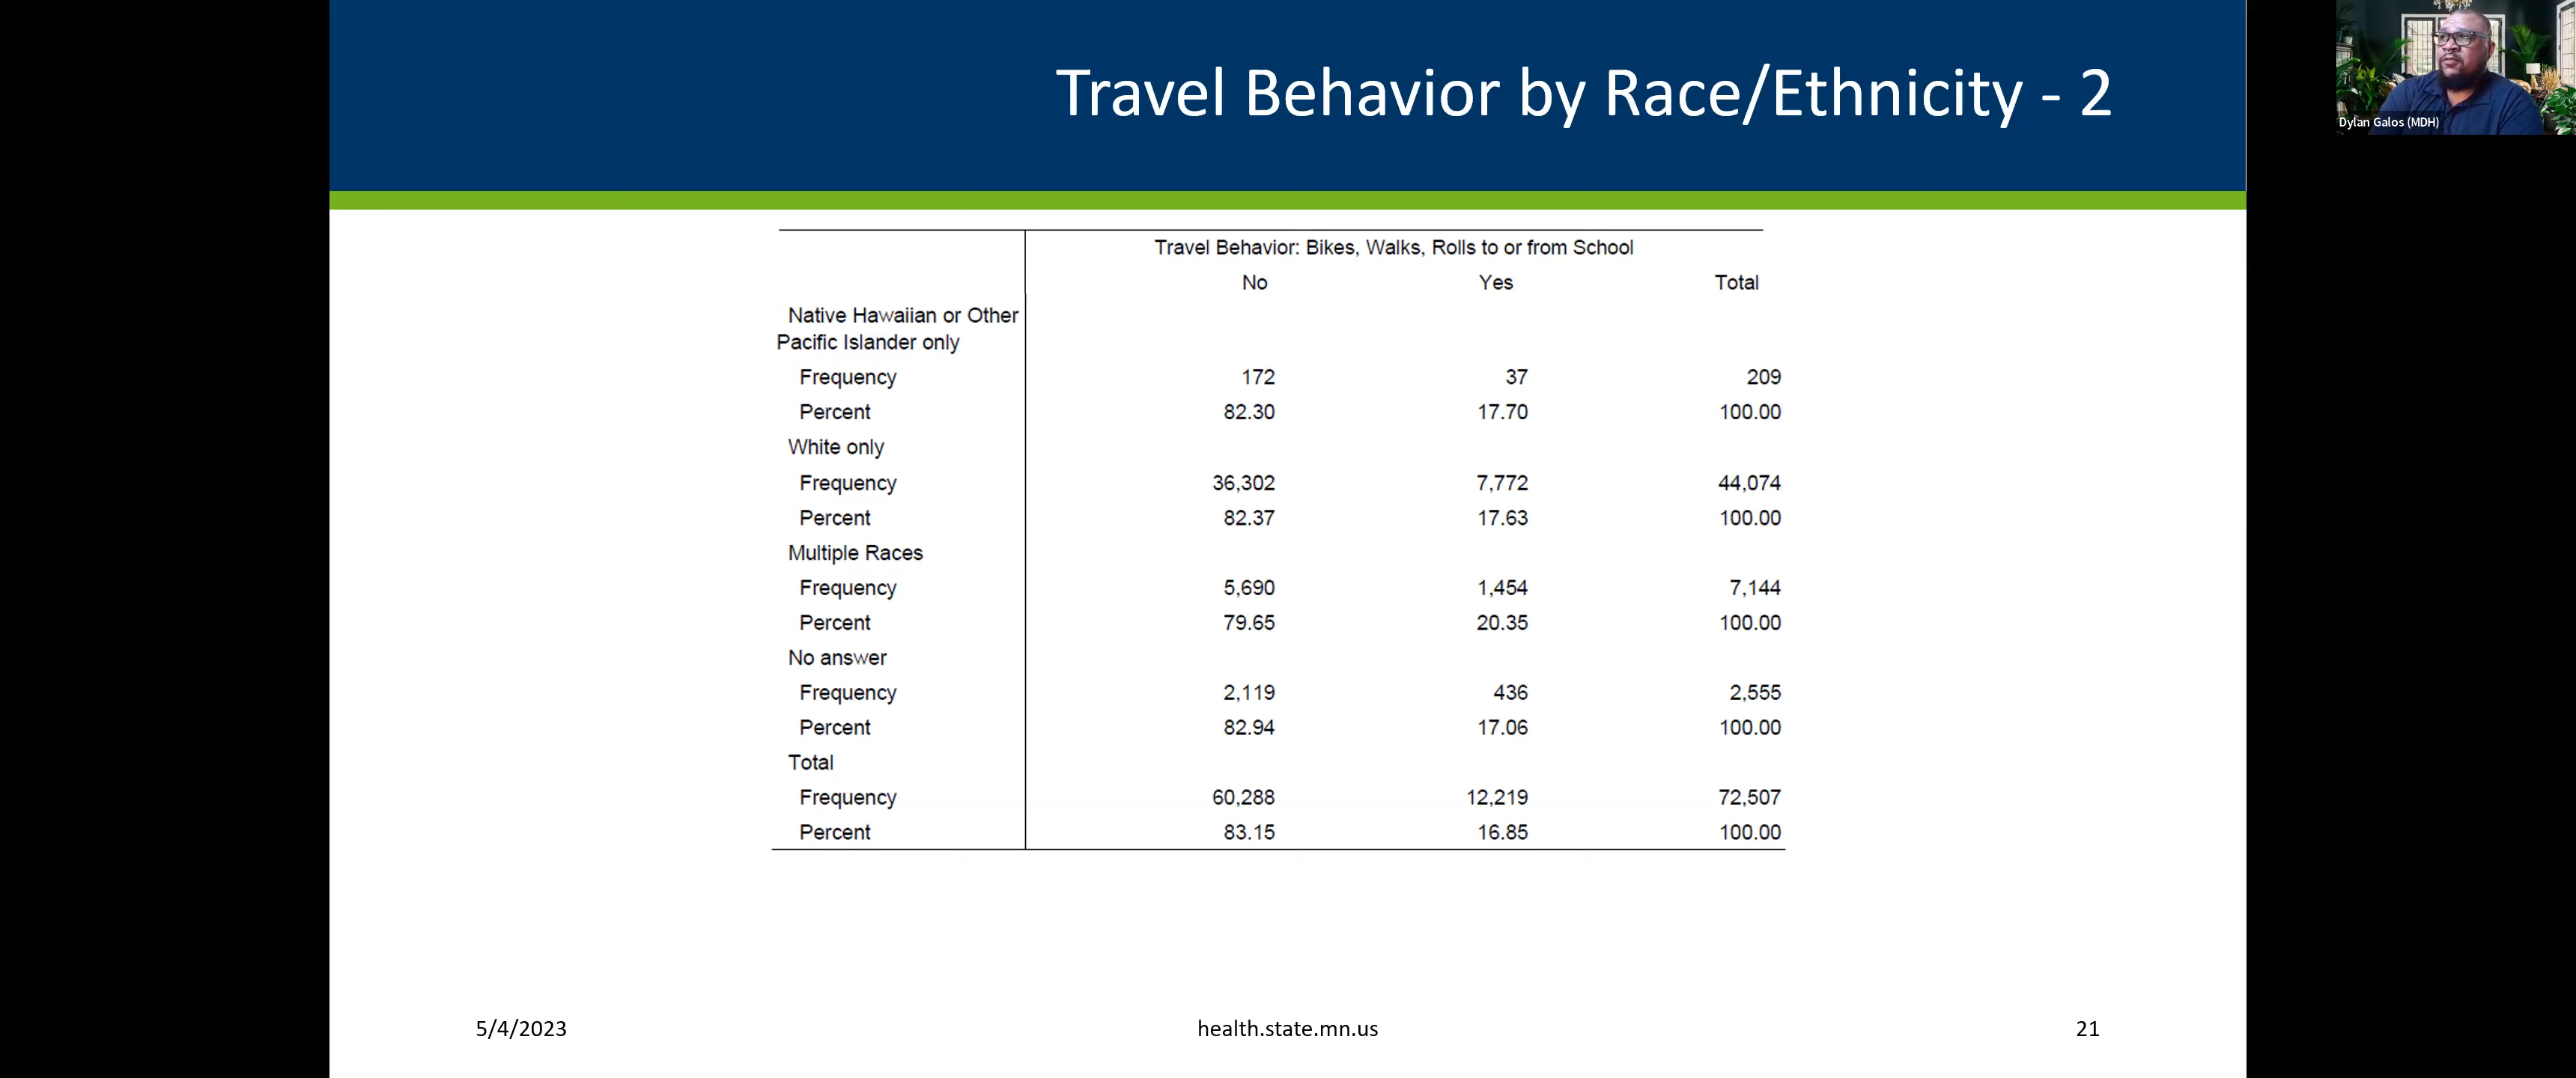 Travel Behavior by Race/Ethnicity - 2
Dylan Galos (MDH)
Travel Behavior: Bikes, Walks, Rolls to or from School
No Yes Total
Native Hawaiian or Other
Pacific Islander only
Frequency 172 37 209
Percent 82.30 17.70 100.00
White only
Frequency 36,302 7,772 44,074
Percent 82.37 17.63 100.00
Multiple Races
Frequency 5,690 1,454 7,144
Percent 79.65 20.35 100.00
No answer
Frequency 2,119 436 2,555
Percent 82.94 17.06 100.00
Total
Frequency 60,288 12,219 72,507
Percent 83.15 16.85 100.00
5/4/2023 health.state.mn.us 21